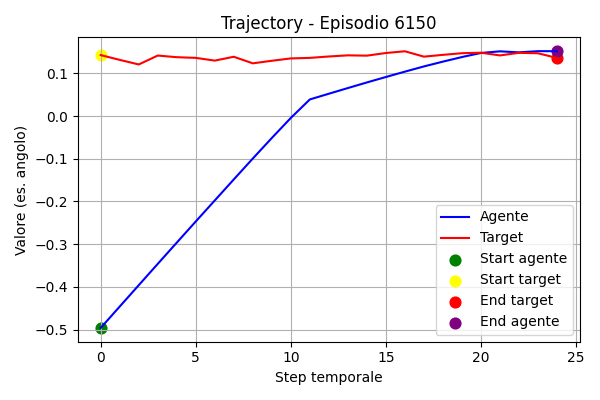 Trajectory - Episodio 6150
Valore (es. angolo)
0.1
0.0
−0.1
−0.2
−0.3
−0.4
−0.5
Agente
Target
Start agente
Start target
End target
End agente
0 5 10 15 20 25
Step temporale